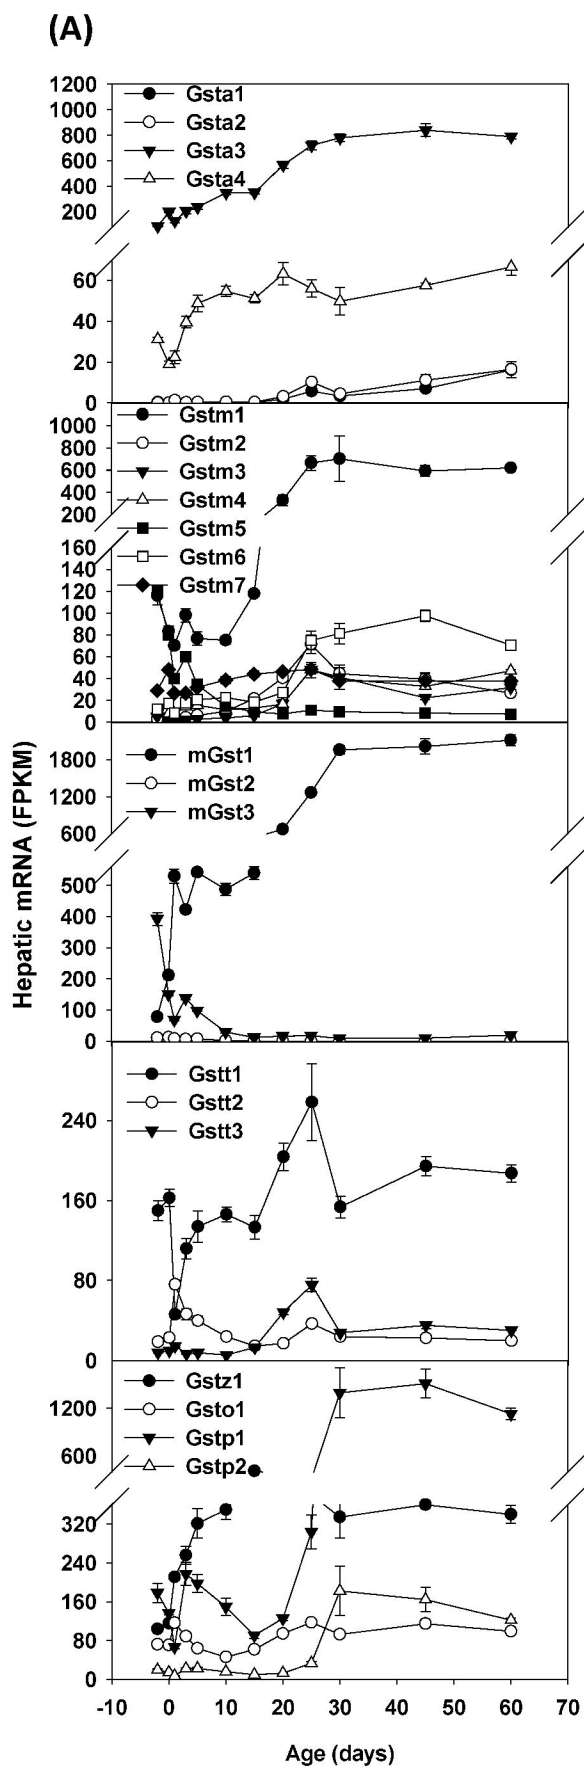 (A)
1200
1000
800
600
400
200
60
40
20
0
Gsta1
Gsta2
Gsta3
Gsta4
1000
800
600
400
200
160
140
120
100
80
60
40
20
0
Gstm1
Gstm2
Gstm3
Gstm4
Gstm5
Gstm6
Gstm7
Hepatic mRNA (FPKM)
1800
1200
600
500
400
300
200
100
0
mGst1
mGst2
mGst3
240
160
80
0
Gstt1
Gstt2
Gstt3
1200
600
320
240
160
80
0
Gstz1
Gsto1
Gstp1
Gstp2
-10 0 10 20 30 40 50 60 70
Age (days)